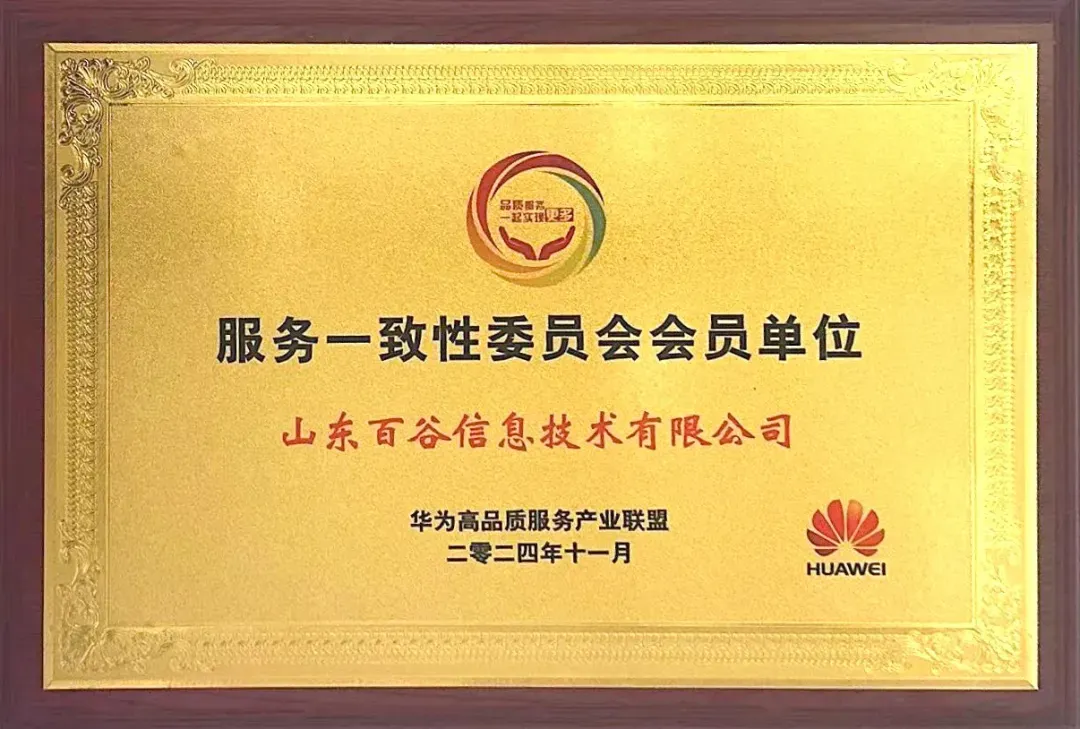 品质服务
一起实现更多
服务一致性委员会会员单位
山东百谷信息技术有限公司
华为高品质服务产业联盟
二零二四年十一月
HUAWEI